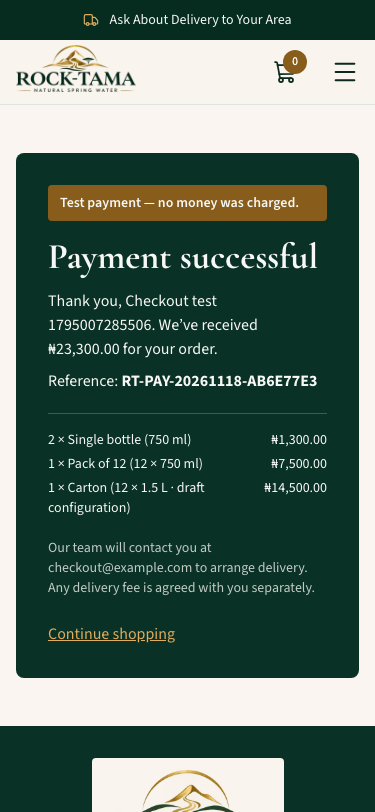 Ask About Delivery to Your Area
ROCK-TAMA
NATURAL SPRING WATER
0
Test payment — no money was charged.
Payment successful
Thank you, Checkout test
1795007285506. We’ve received
₦23,300.00 for your order.
Reference: RT-PAY-20261118-AB6E77E3
2 × Single bottle (750 ml) ₦1,300.00
1 × Pack of 12 (12 × 750 ml) ₦7,500.00
1 × Carton (12 × 1.5 L · draft ₦14,500.00
configuration)
Our team will contact you at
checkout@example.com to arrange delivery.
Any delivery fee is agreed with you separately.
Continue shopping